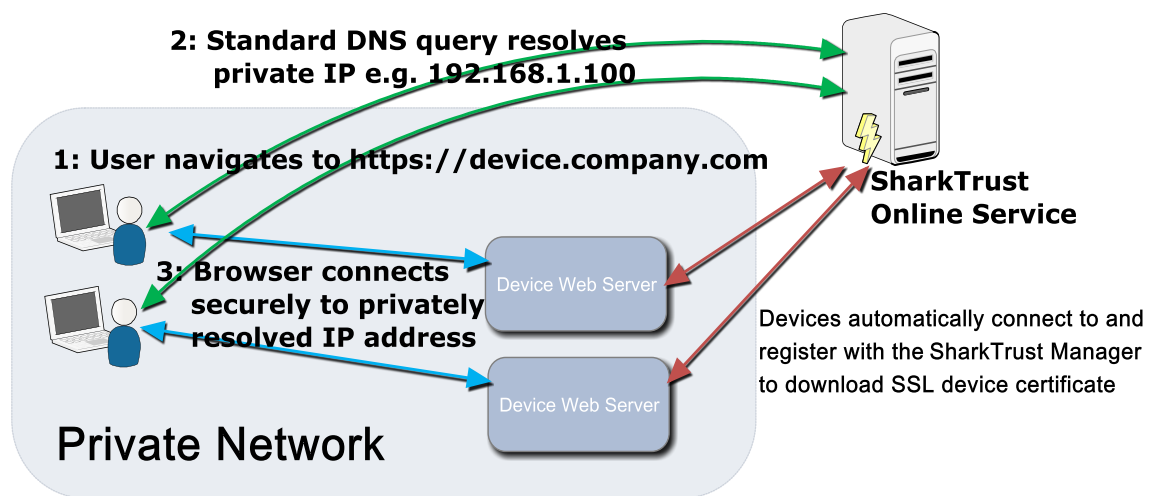 2: Standard DNS query resolves
private IP e.g. 192.168.1.100
1: User navigates to https://device.company.com
SharkTrust
Online Service
3: Browser connects
securely to privately
resolved IP address
Device Web Server
Device Web Server
Devices automatically connect to and
register with the SharkTrust Manager
to download SSL device certificate
Private Network